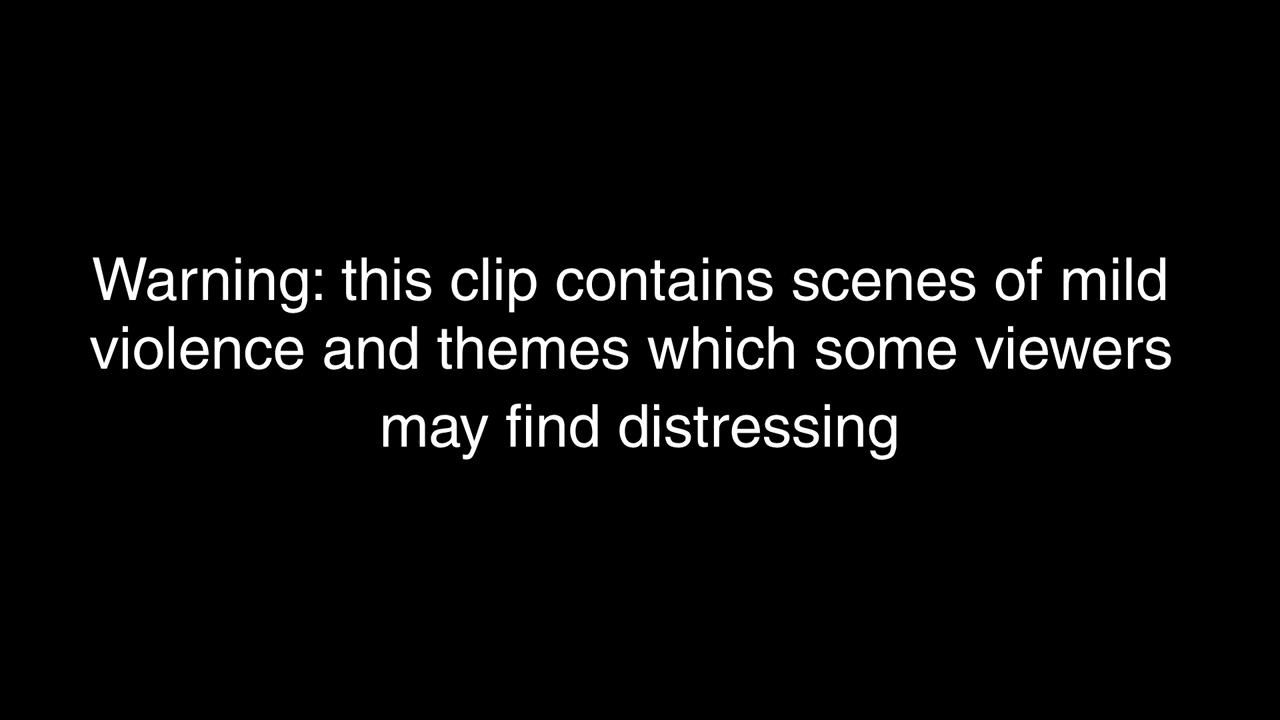 Warning: this clip contains scenes of mild
violence and themes which some viewers
may find distressing